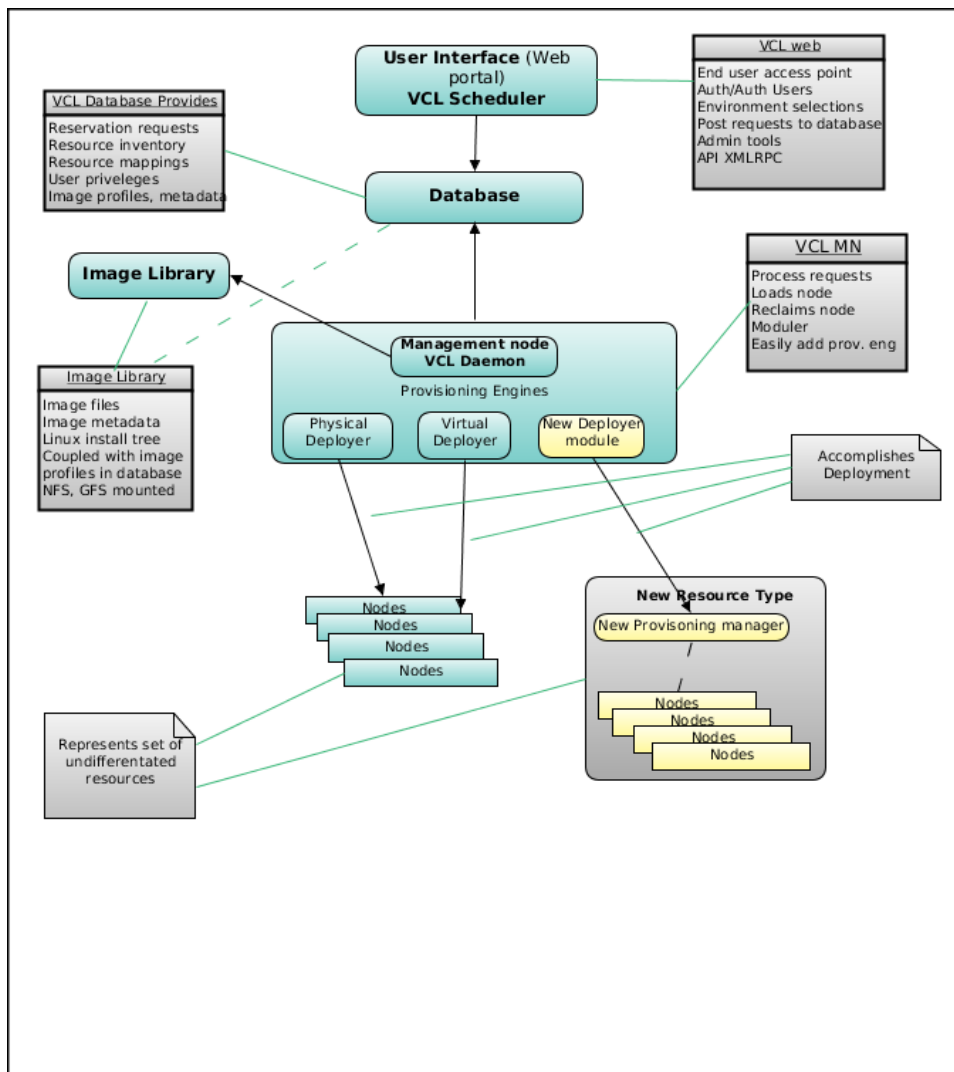 User Interface (Web
portal)
VCL Scheduler
VCL web
End user access point
Auth/Auth Users
Environment selections
Post requests to database
Admin tools
API XMLRPC
VCL Database Provides
Reservation requests
Resource inventory
Resource mappings
User priveleges
Image profiles, metadata
Database
Image Library
VCL MN
Process requests
Loads node
Reclaims node
Moduler
Easily add prov. eng
Management node
VCL Daemon
Provisioning Engines
Physical
Deployer
Virtual
Deployer
New Deployer
module
Image Library
Image files
Image metadata
Linux install tree
Coupled with image
profiles in database
NFS, GFS mounted
Accomplishes
Deployment
Nodes
Nodes
Nodes
Nodes
New Resource Type
New Provisoning manager
Nodes
Nodes
Nodes
Nodes
Represents set of
undifferentated
resources